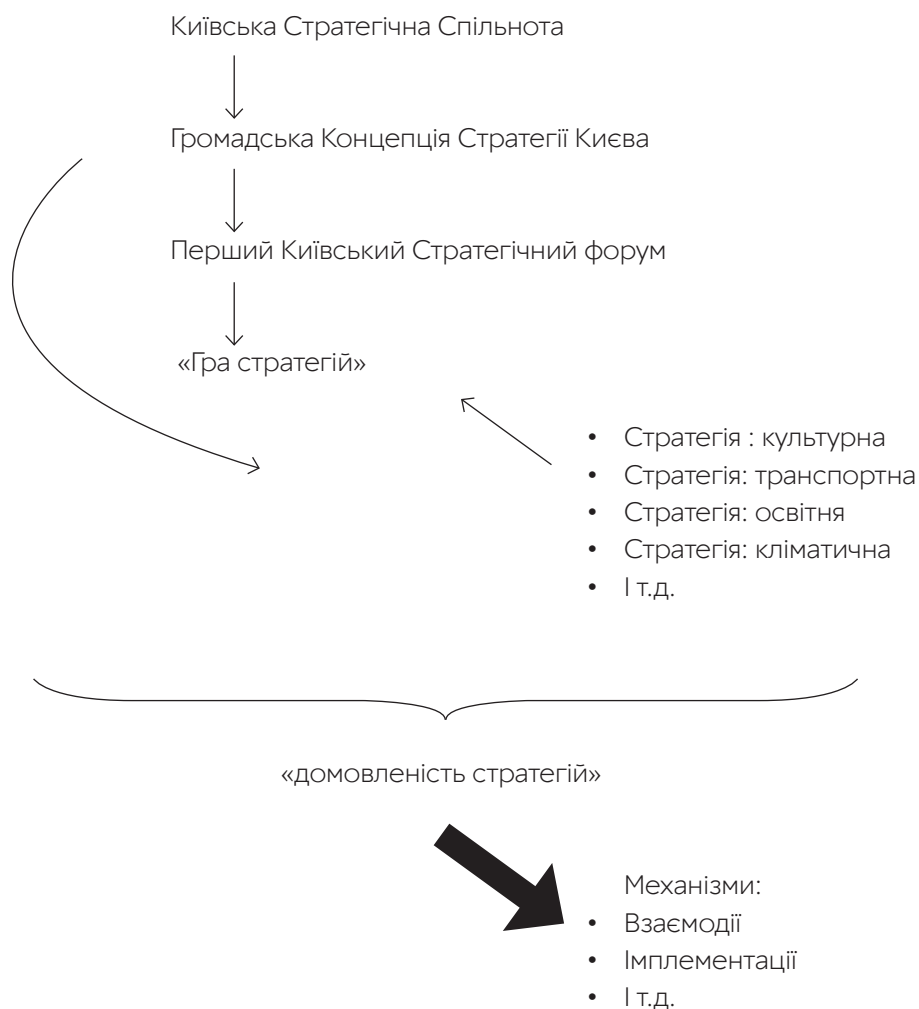 Київська Стратегічна Спільнота
Громадська Концепція Стратегії Києва
Перший Київський Стратегічний форум
«Гра стратегій»
• Стратегія : культурна
• Стратегія: транспортна
• Стратегія: освітня
• Стратегія: кліматична
• І т.д.
«домовленість стратегій»
Механізми:
• Взаємодії
• Імплементації
• І т.д.